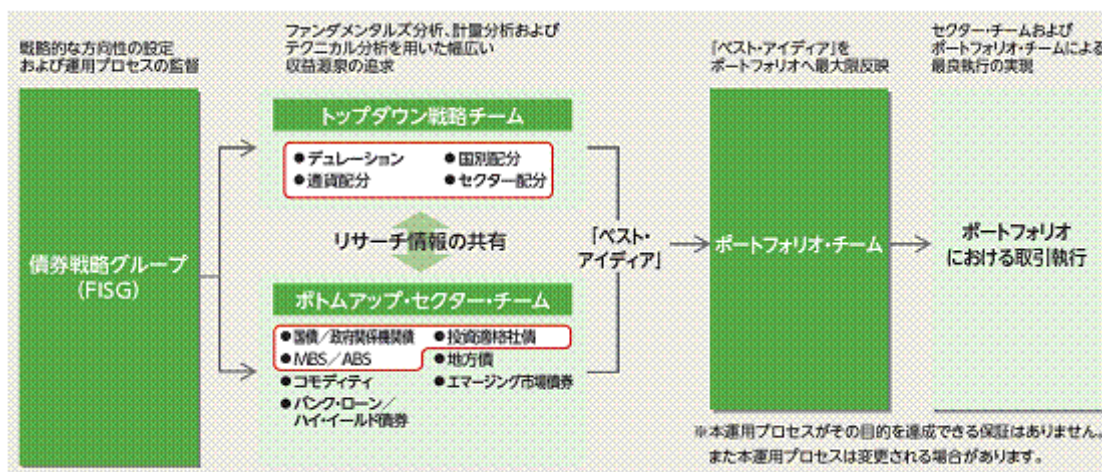 戦略的な方向性の設定
および運用プロセスの監督
ファンダメンタルズ分析、計量分析および
テクニカル分析を用いた幅広い
収益源泉の追求
「ベスト・アイディア」を
ポートフォリオへ最大限反映
セクター・チームおよび
ポートフォリオ・チームによる
最良執行の実現
債券戦略グループ
(FISG)
トップダウン戦略チーム
●デュレーション
●国別配分
●通貨配分
●セクター配分
リサーチ情報の共有
ボトムアップ・セクター・チーム
●国債/政府関係機関債
●投資適格社債
●MBS/ABS
●地方債
●コモディティ
●エマージング市場債券
●バンク・ローン/
ハイ・イールド債券
「ベスト・
アイディア」
ポートフォリオ・チーム
ポートフォリオ
における取引執行
※本運用プロセスがその目的を達成できる保証はありません。
また本運用プロセスは変更される場合があります。